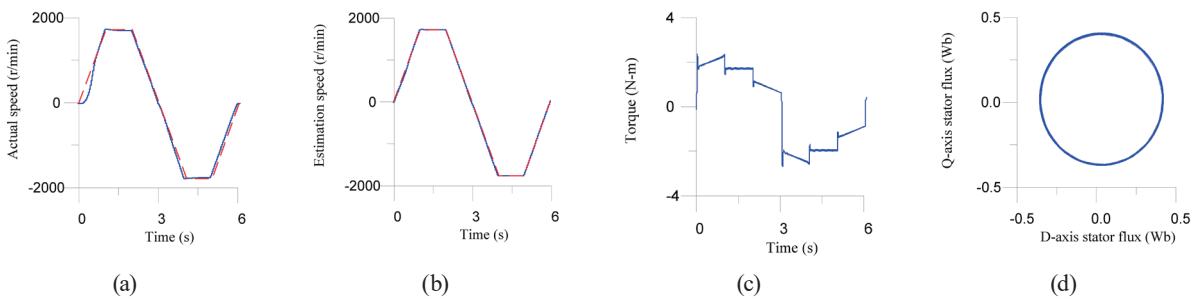 2000
0
-2000
0
3
6
Actual speed (r/min)
Time (s)
(a)
2000
0
-2000
0
3
6
Estimation speed (r/min)
Time (s)
(b)
4
0
-4
0
3
6
Torque (N-m)
Time (s)
(c)
0.5
0.0
-0.5
-0.5
0.0
0.5
Q-axis stator flux (Wb)
D-axis stator flux (Wb)
(d)